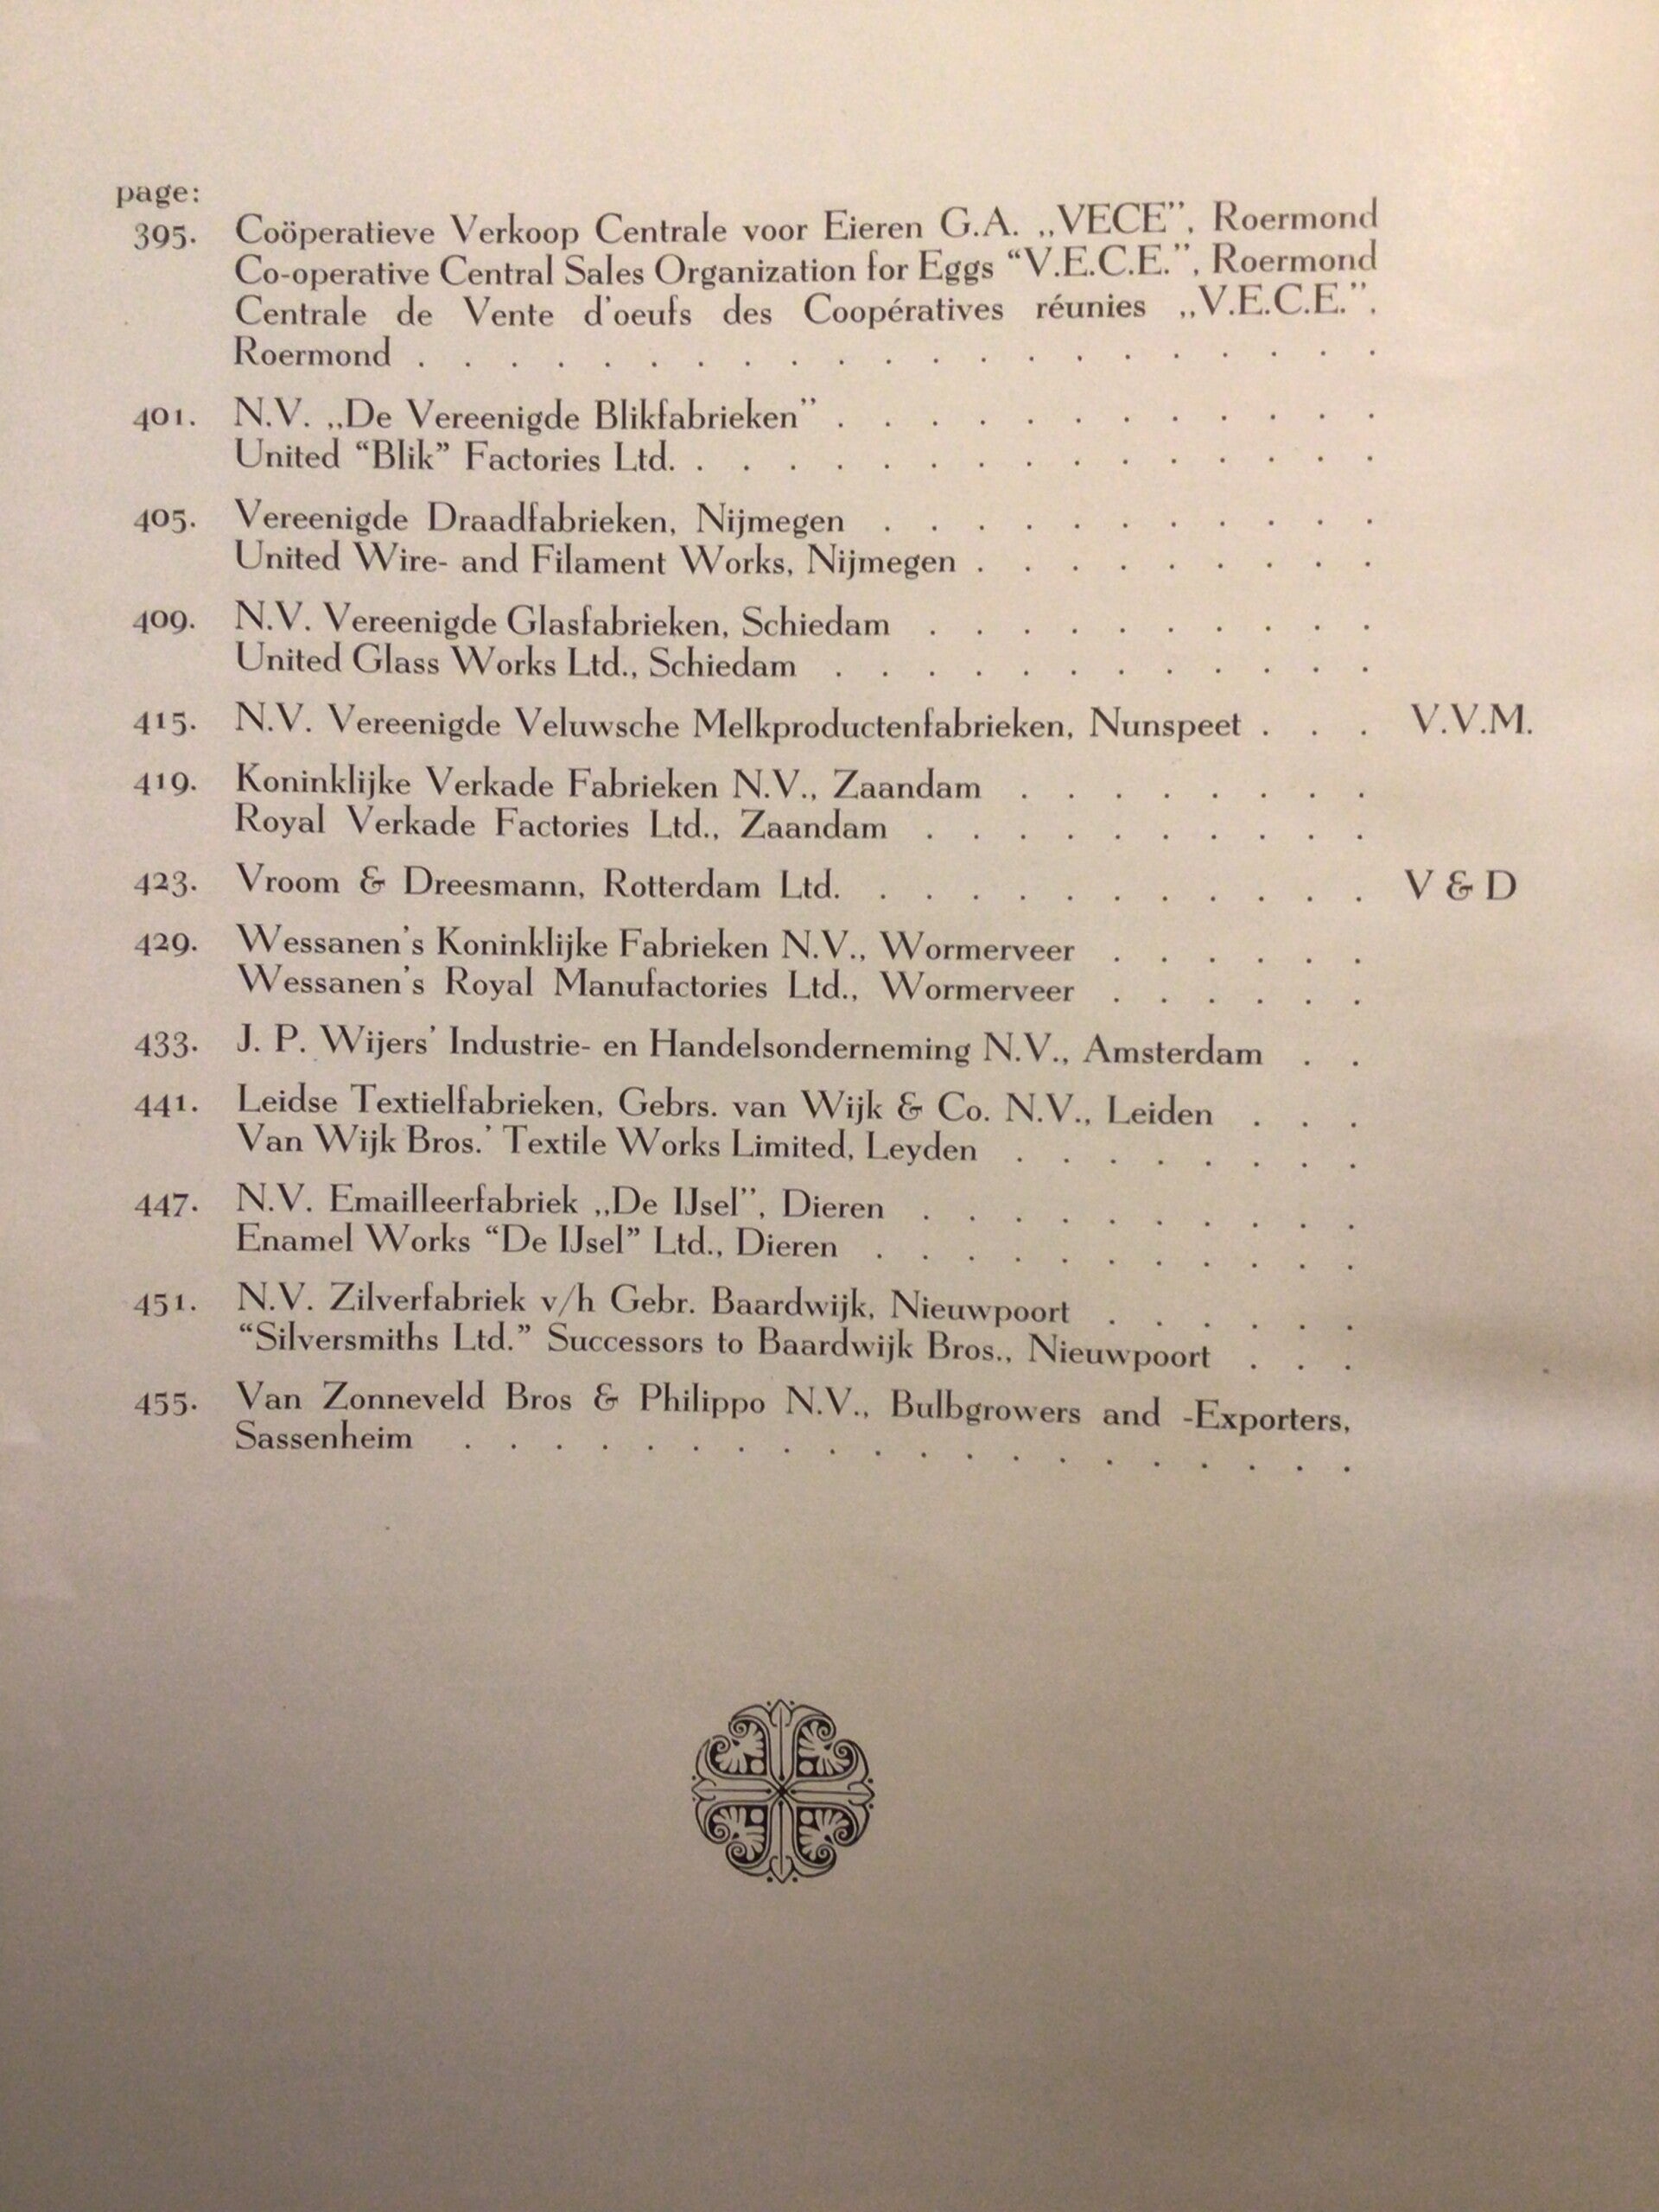 page:
395. Coöperatieve Verkoop Centrale voor Eieren G.A. „VECE”, Roermond
Co-operative Central Sales Organization for Eggs “V.E.C.E.”, Roermond
Centrale de Vente d'oeufs des Coopératives réunies „V.E.C.E.”,
Roermond . . . . . . . . . . . . . . . . . . . . .
401. N.V. „De Vereenigde Blikfabrieken” . . . . . . . . . . . .
United “Blik” Factories Ltd. . . . . . . . . . . . . . . .
405. Vereenigde Draadfabrieken, Nijmegen . . . . . . . . . . .
United Wire- and Filament Works, Nijmegen . . . . . . . . .
409. N.V. Vereenigde Glasfabrieken, Schiedam . . . . . . . . . .
United Glass Works Ltd., Schiedam . . . . . . . . . . . .
415. N.V. Vereenigde Veluwsche Melkproductenfabrieken, Nunspeet . . . V.V.M.
419. Koninklijke Verkade Fabrieken N.V., Zaandam . . . . . . . .
Royal Verkade Factories Ltd., Zaandam . . . . . . . . . .
423. Vroom & Dreesmann, Rotterdam Ltd. . . . . . . . . . . . V & D
429. Wessanen's Koninklijke Fabrieken N.V., Wormerveer . . . . . .
Wessanen's Royal Manufactories Ltd., Wormerveer . . . . . .
433. J. P. Wijers' Industrie- en Handelsonderneming N.V., Amsterdam . .
441. Leidse Textielfabrieken, Gebrs. van Wijk & Co. N.V., Leiden . . .
Van Wijk Bros.' Textile Works Limited, Leyden . . . . . . . .
447. N.V. Emailleerfabriek „De IJsel”, Dieren . . . . . . . . . .
Enamel Works “De IJsel” Ltd., Dieren . . . . . . . . . . .
451. N.V. Zilverfabriek v/h Gebr. Baardwijk, Nieuwpoort . . . . . .
“Silversmiths Ltd.” Successors to Baardwijk Bros., Nieuwpoort . . .
455. Van Zonneveld Bros & Philippo N.V., Bulbgrowers and -Exporters,
Sassenheim . . . . . . . . . . . . . . . . . . . .